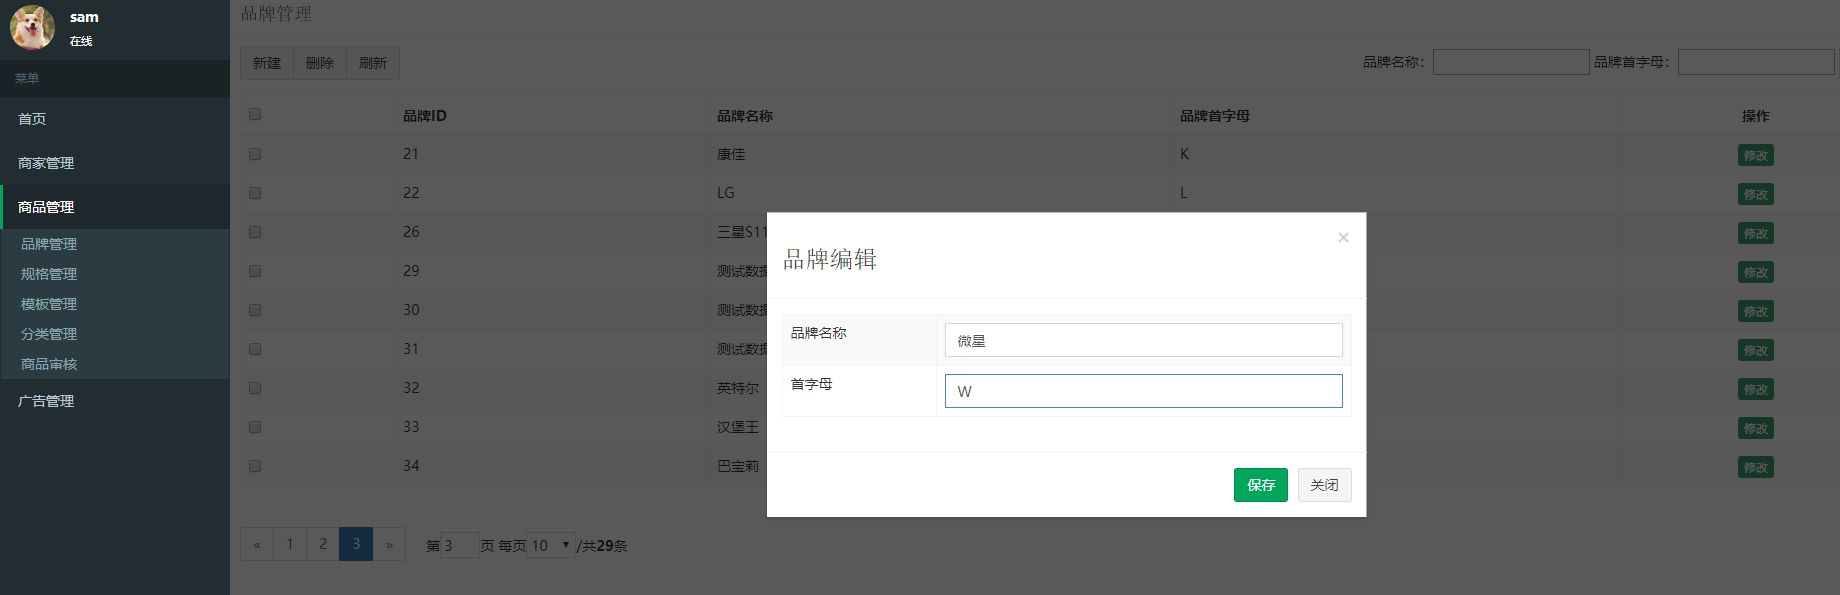 sam
在线
菜单
首页
商家管理
商品管理
品牌管理
规格管理
模板管理
分类管理
商品审核
广告管理
品牌管理
新建 删除 刷新 品牌名称: 品牌首字母:
品牌ID 品牌名称 品牌首字母 操作
21 康佳 K 修改
22 LG L 修改
26 三星S11 修改
29 测试数据 修改
30 测试数据 修改
31 测试数据 修改
32 英特尔 修改
33 汉堡王 修改
34 巴宝莉 修改
« 1 2 3 » 第 3 页 每页 10 /共29条
品牌编辑 ×
品牌名称 微星
首字母 W
保存 关闭